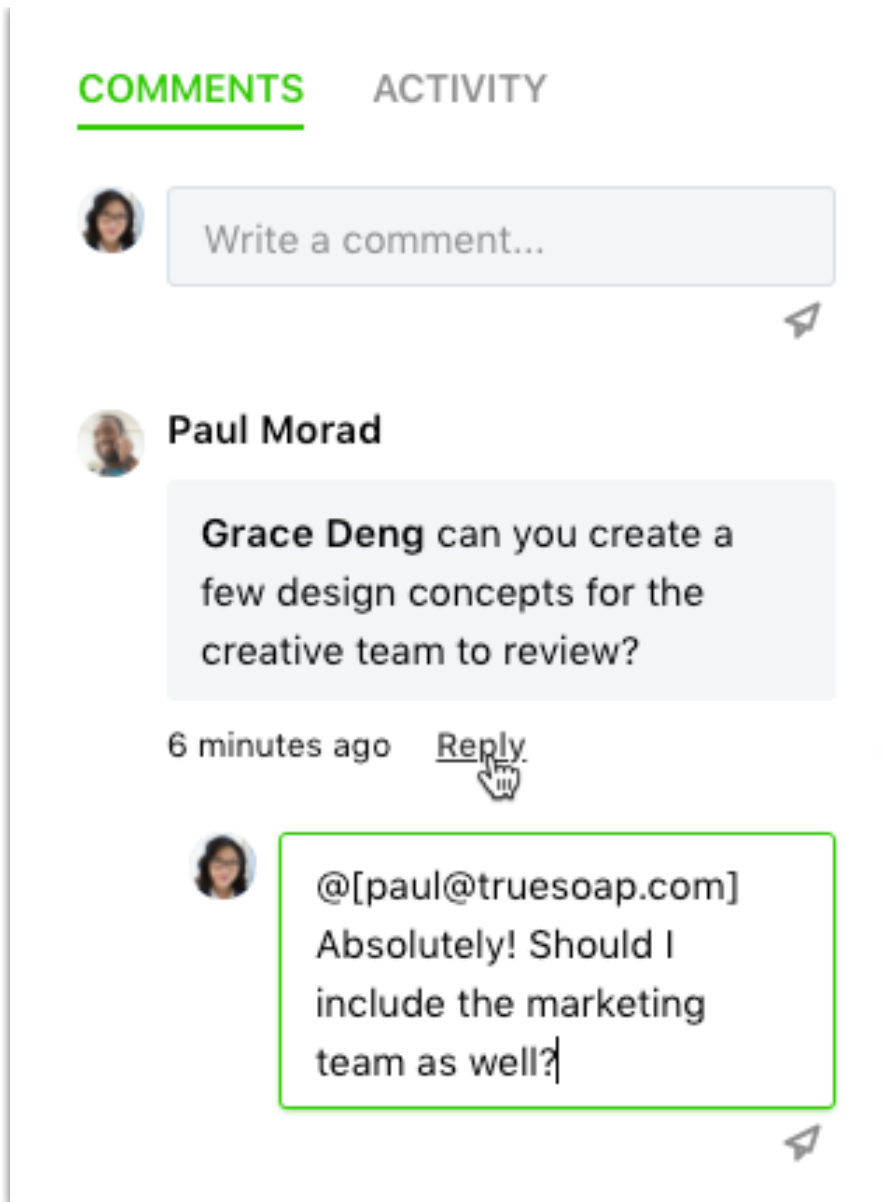 COMMENTS ACTIVITY
Write a comment...
Paul Morad
Grace Deng can you create a
few design concepts for the
creative team to review?
6 minutes ago Reply
@[paul@truesoap.com]
Absolutely! Should I
include the marketing
team as well?